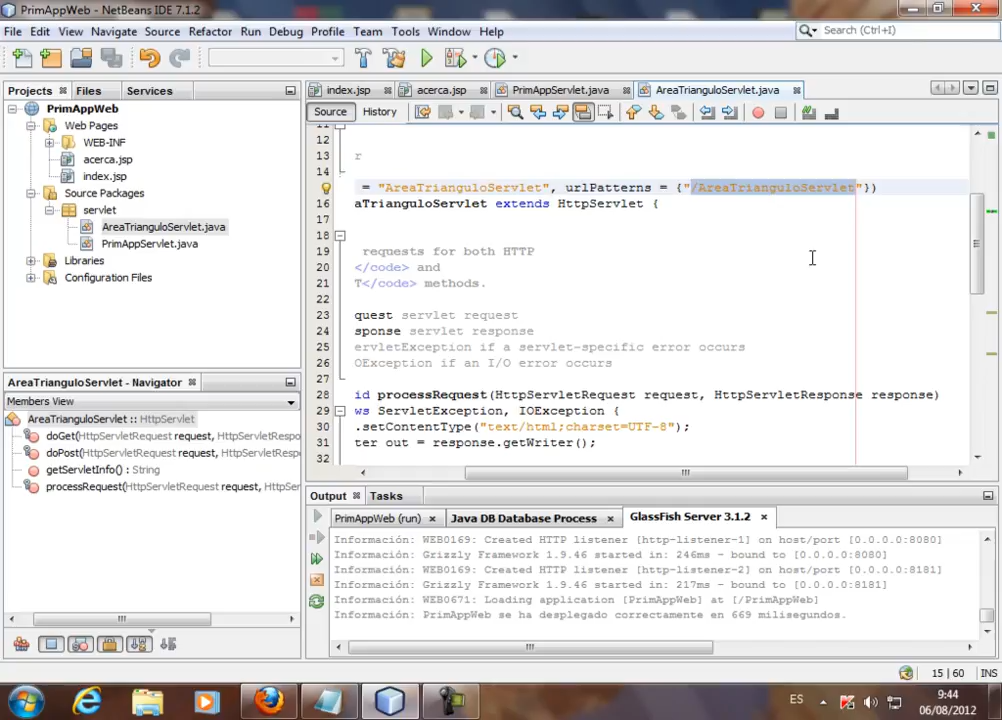 PrimAppWeb - NetBeans IDE 7.1.2
File Edit View Navigate Source Refactor Run Debug Profile Team Tools Window Help
Search (Ctrl+I)
Projects Files Services
PrimAppWeb
Web Pages
WEB-INF
acerca.jsp
index.jsp
Source Packages
servlet
AreaTrianguloServlet.java
PrimAppServlet.java
Libraries
Configuration Files
AreaTrianguloServlet - Navigator
Members View
AreaTrianguloServlet :: HttpServlet
doGet(HttpServletRequest request, HttpServletRespo
doPost(HttpServletRequest request, HttpServletResp
getServletInfo() : String
processRequest(HttpServletRequest request, HttpSer
index.jsp acerca.jsp PrimAppServlet.java AreaTrianguloServlet.java
Source History
11
12
13 r
14
= "AreaTrianguloServlet", urlPatterns = {"/AreaTrianguloServlet"})
16 aTrianguloServlet extends HttpServlet {
17
18
19 requests for both HTTP
20 </code> and
21 T</code> methods.
22
23 quest servlet request
24 sponse servlet response
25 ervletException if a servlet-specific error occurs
26 OException if an I/O error occurs
27
28 id processRequest(HttpServletRequest request, HttpServletResponse response)
29 ws ServletException, IOException {
30 .setContentType("text/html;charset=UTF-8");
31 ter out = response.getWriter();
32
Output Tasks
PrimAppWeb (run) Java DB Database Process GlassFish Server 3.1.2
Información: WEB0169: Created HTTP listener [http-listener-1] on host/port [0.0.0.0:8080]
Información: Grizzly Framework 1.9.46 started in: 246ms - bound to [0.0.0.0:8080]
Información: WEB0169: Created HTTP listener [http-listener-2] on host/port [0.0.0.0:8181]
Información: Grizzly Framework 1.9.46 started in: 217ms - bound to [0.0.0.0:8181]
Información: WEB0671: Loading application [PrimAppWeb] at [/PrimAppWeb]
Información: PrimAppWeb se ha desplegado correctamente en 669 milisegundos.
15 | 60 INS
ES
9:44
06/08/2012